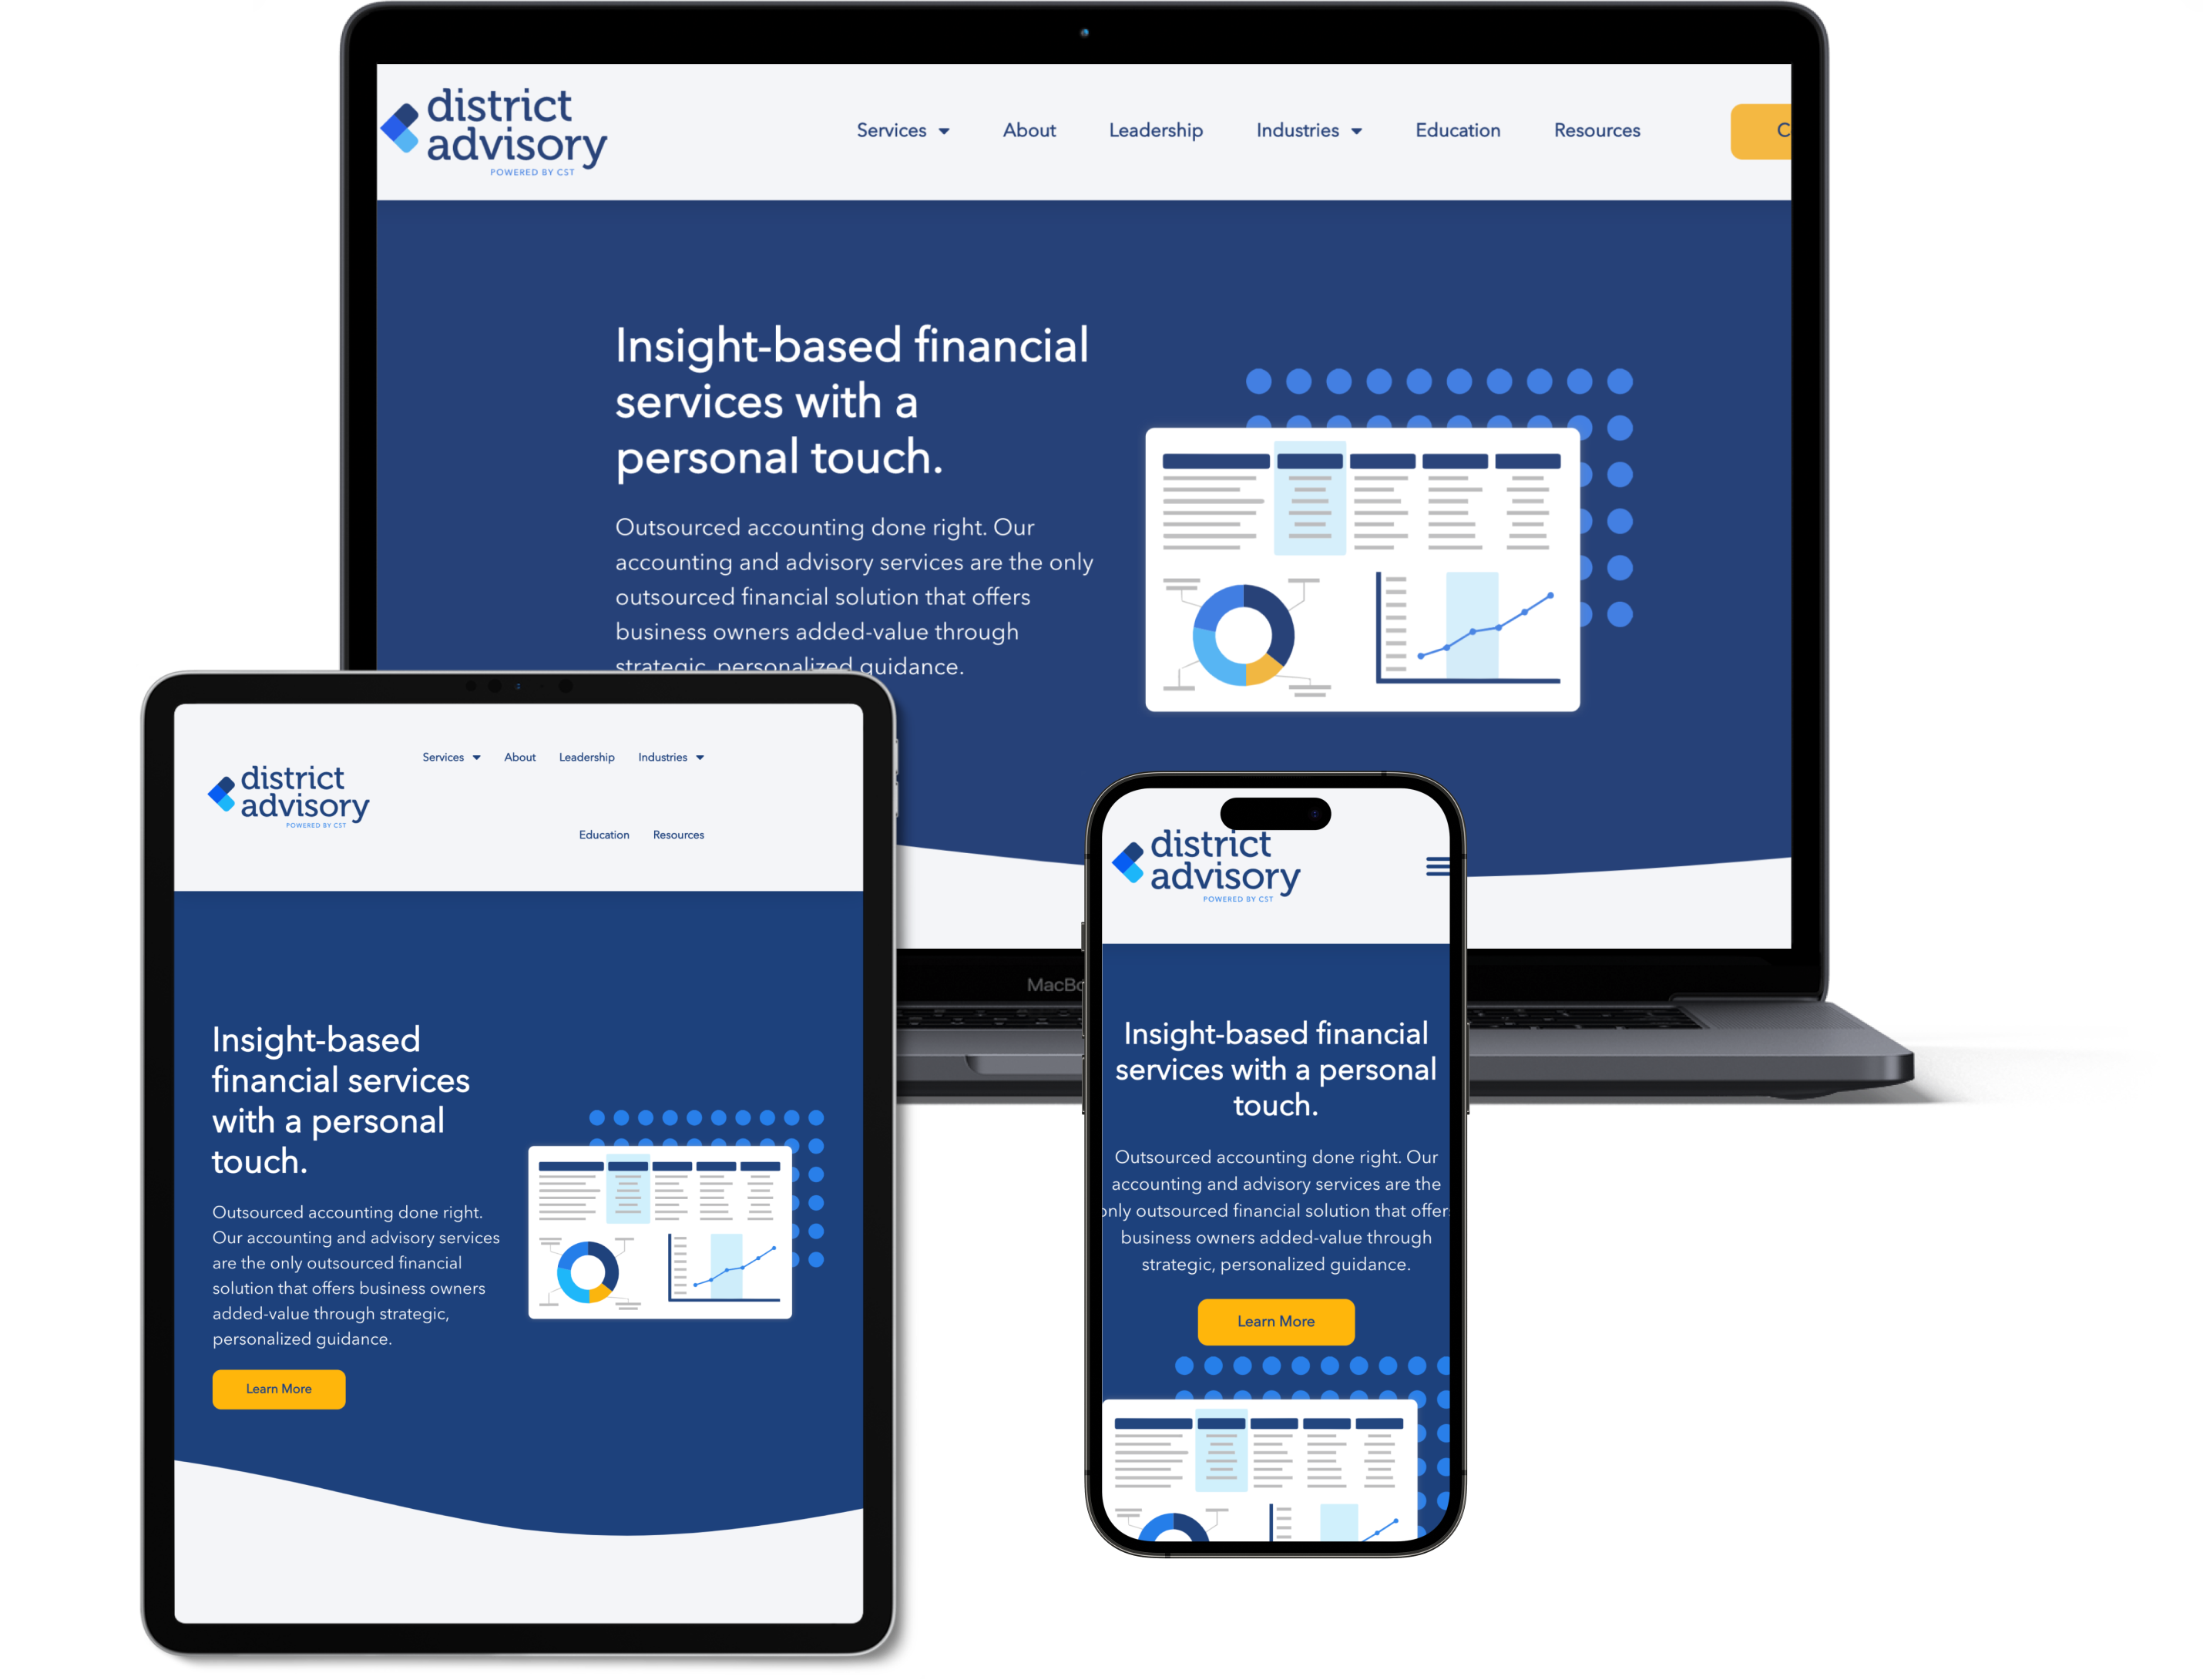 district
advisory
POWERED BY CST
Services About Leadership Industries Education Resources C
Insight-based financial
services with a
personal touch.
Outsourced accounting done right. Our
accounting and advisory services are the only
outsourced financial solution that offers
business owners added-value through
strategic, personalized guidance.
district
advisory
POWERED BY CST
Services About Leadership Industries
Education Resources
Insight-based
financial services
with a personal
touch.
Outsourced accounting done right.
Our accounting and advisory services
are the only outsourced financial
solution that offers business owners
added-value through strategic,
personalized guidance.
Learn More
MacBo
district
advisory
POWERED BY CST
Insight-based financial
services with a personal
touch.
Outsourced accounting done right. Our
accounting and advisory services are the
only outsourced financial solution that offer
business owners added-value through
strategic, personalized guidance.
Learn More